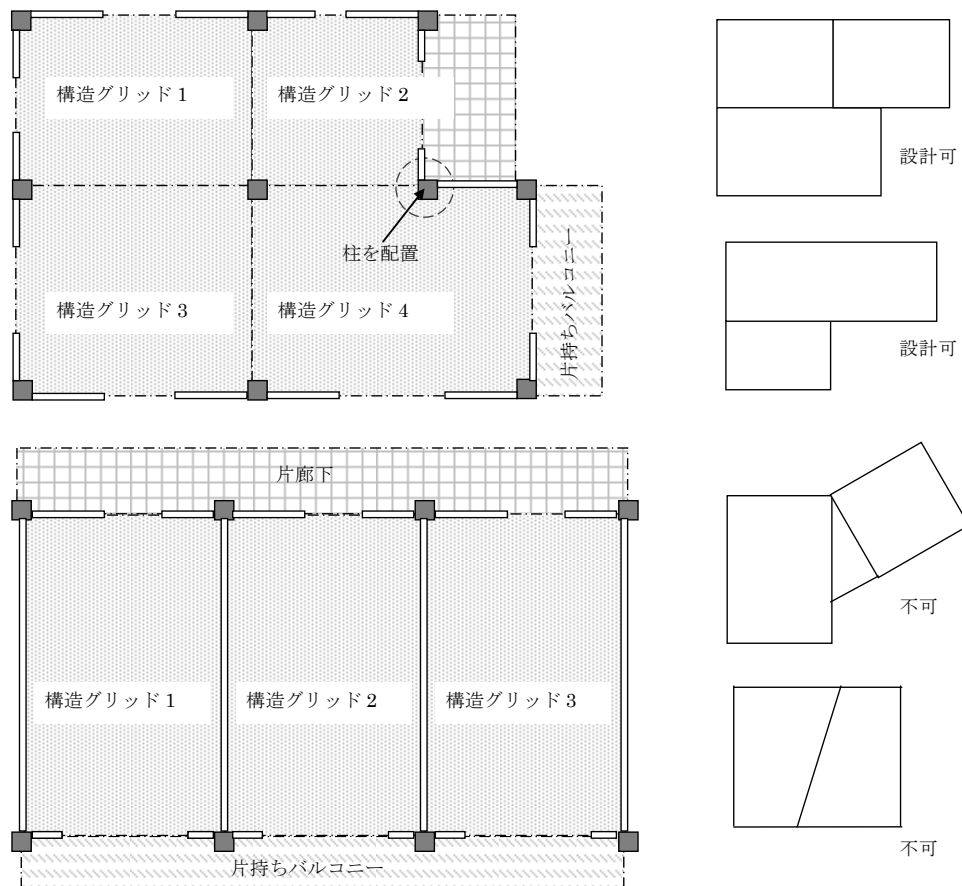 構造グリッド 1
構造グリッド 2
柱を配置
構造グリッド 3
構造グリッド 4
片持ちバルコニー
設計可
設計可
片廊下
構造グリッド 1
構造グリッド 2
構造グリッド 3
片持ちバルコニー
不可
不可